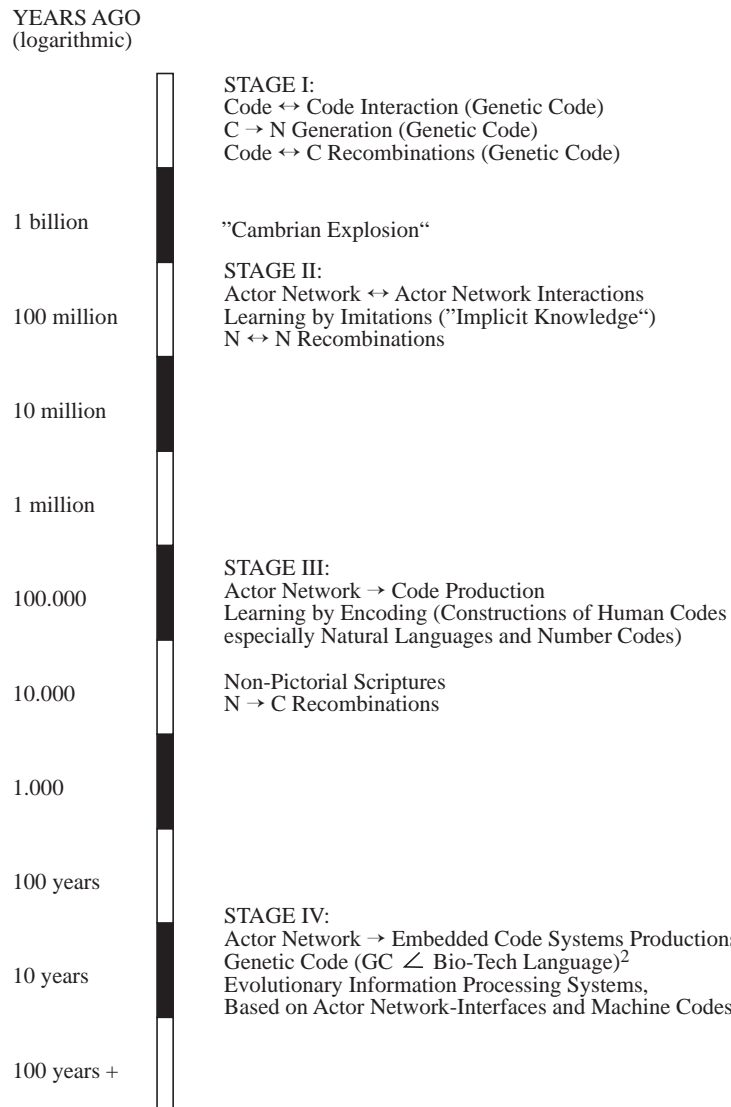 YEARS AGO
(logarithmic)
STAGE I:
Code ↔ Code Interaction (Genetic Code)
C → N Generation (Genetic Code)
Code ↔ C Recombinations (Genetic Code)
1 billion
”Cambrian Explosion“
STAGE II:
Actor Network ↔ Actor Network Interactions
100 million
Learning by Imitations (”Implicit Knowledge“)
N ↔ N Recombinations
10 million
1 million
STAGE III:
Actor Network → Code Production
100.000
Learning by Encoding (Constructions of Human Codes
especially Natural Languages and Number Codes)
Non-Pictorial Scriptures
10.000
N → C Recombinations
1.000
100 years
STAGE IV:
Actor Network → Embedded Code Systems Productions
Genetic Code (GC ∠ Bio-Tech Language)2
10 years
Evolutionary Information Processing Systems,
Based on Actor Network-Interfaces and Machine Codes
100 years +